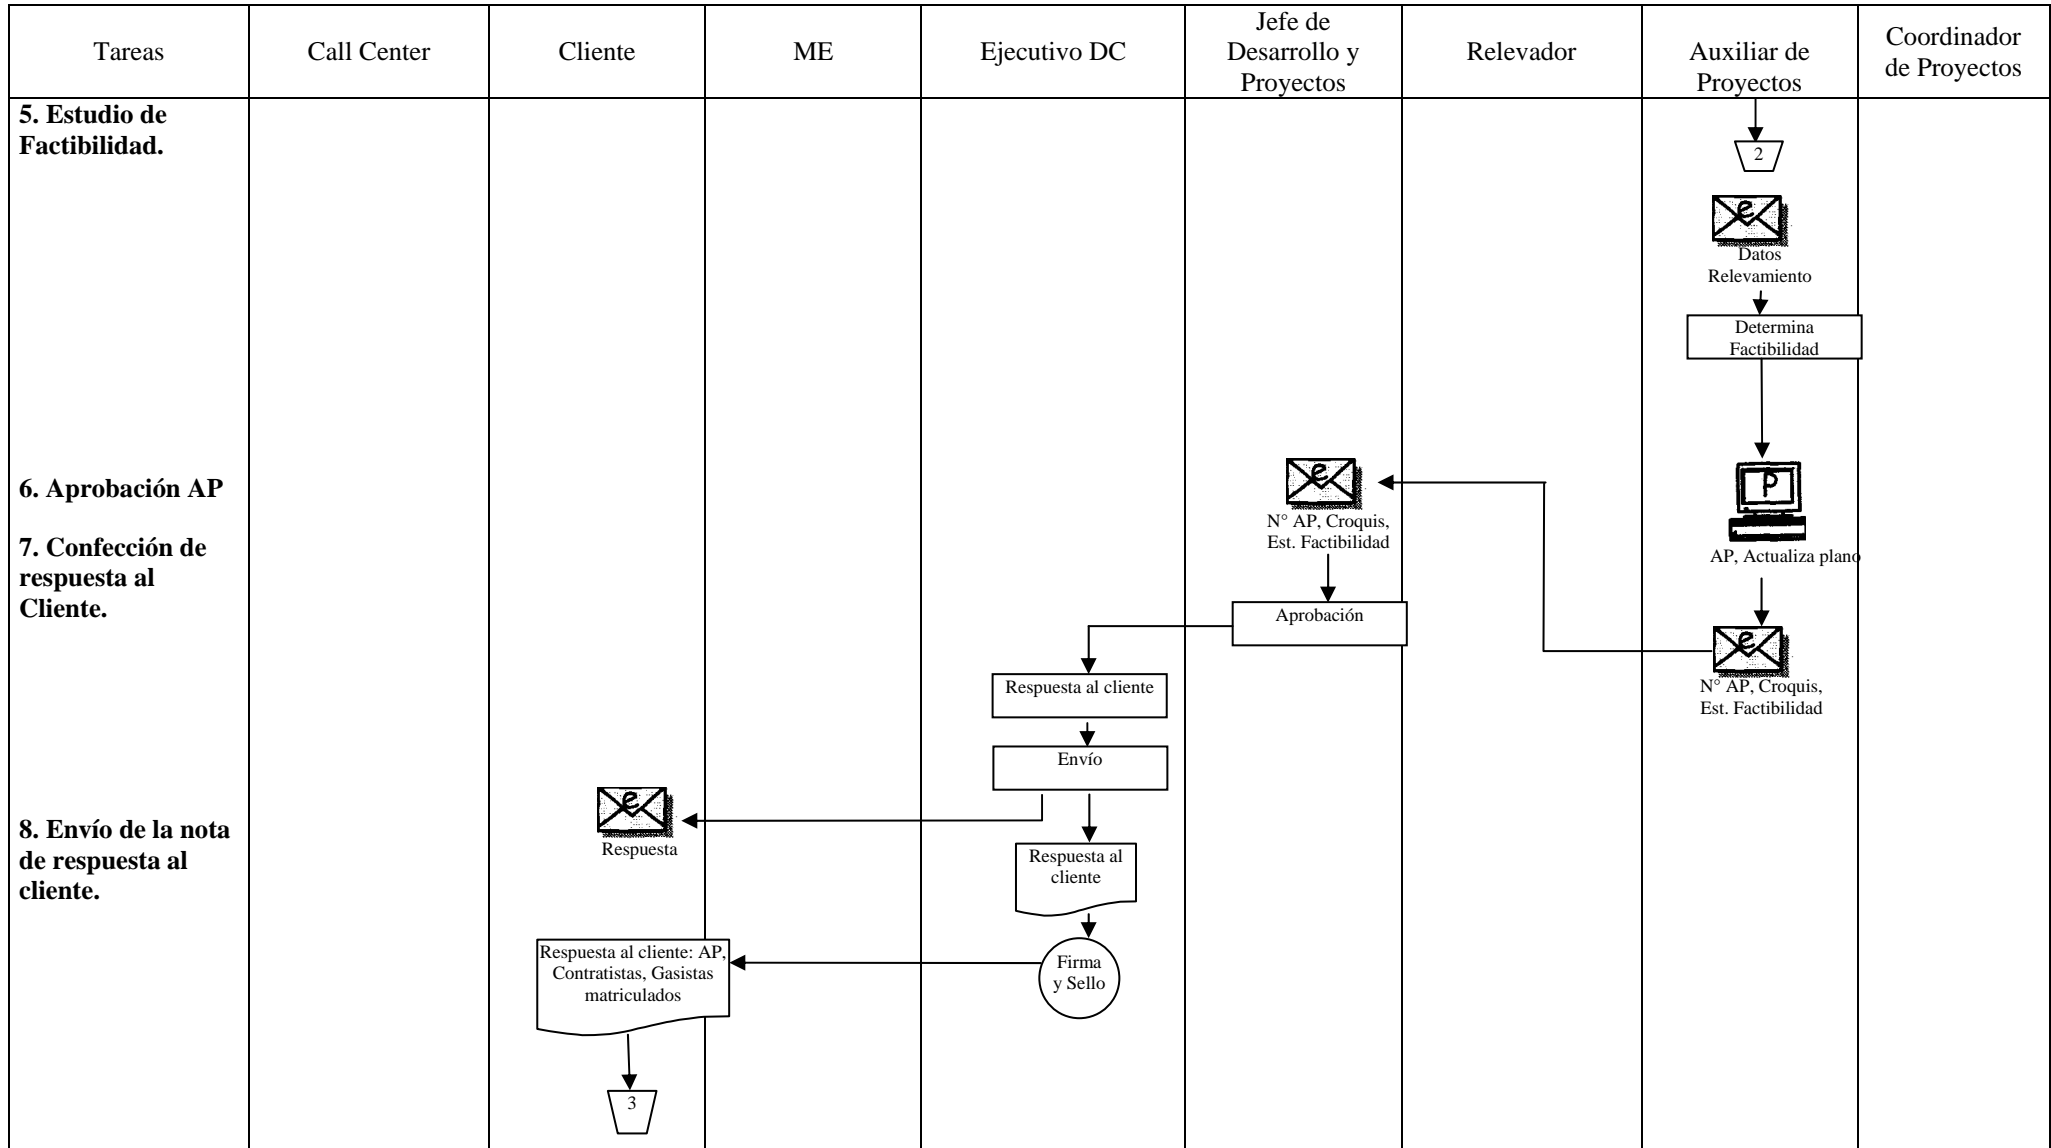 Tareas
Call Center
Cliente
ME
Ejecutivo DC
Jefe de
Desarrollo y
Proyectos
Relevador
Auxiliar de
Proyectos
Coordinador
de Proyectos
5. Estudio de
Factibilidad.
2
e
Datos
Relevamiento
Determina
Factibilidad
6. Aprobación AP
e
N° AP, Croquis,
Est. Factibilidad
P
AP, Actualiza plano
7. Confección de
respuesta al
Cliente.
Aprobación
e
N° AP, Croquis,
Est. Factibilidad
Respuesta al cliente
Envío
8. Envío de la nota
de respuesta al
cliente.
e
Respuesta
Respuesta al
cliente
Respuesta al cliente: AP,
Contratistas, Gasistas
matriculados
Firma
y Sello
3